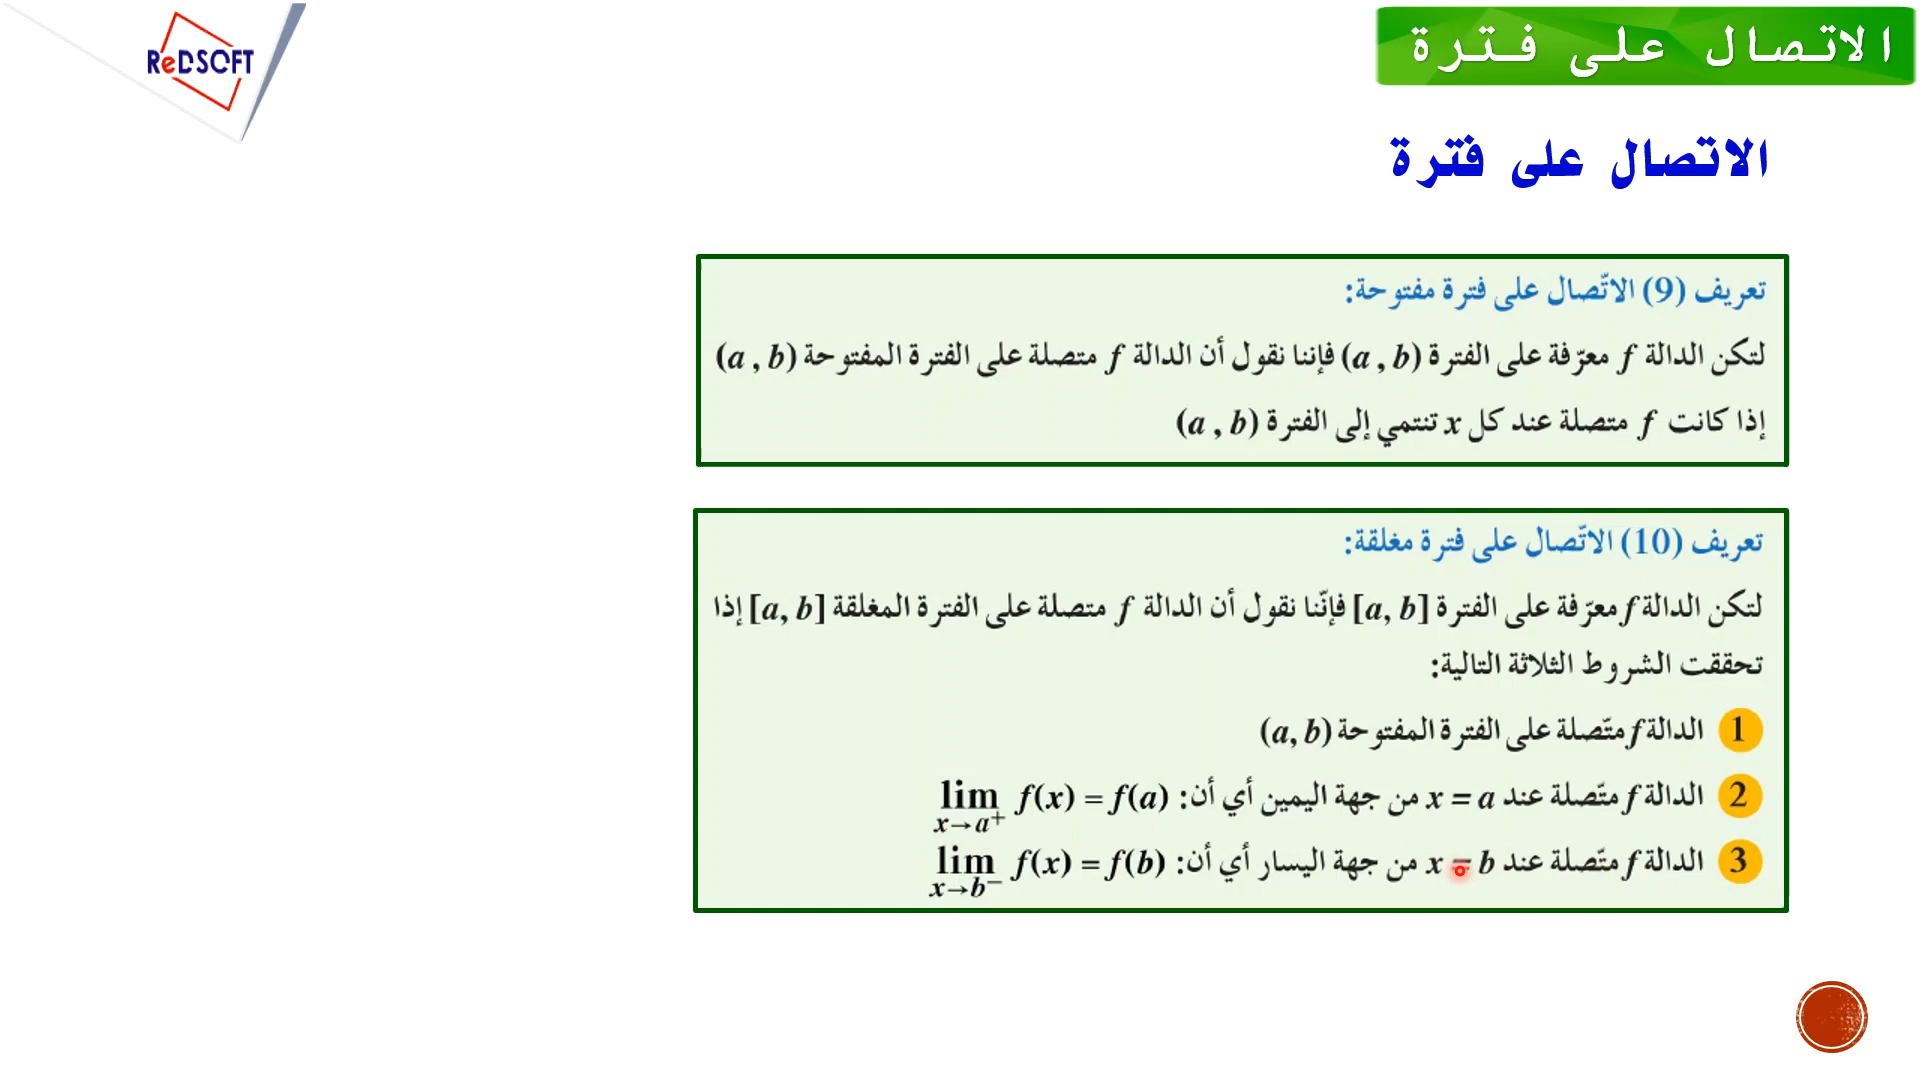 ReDSOFT
الاتصال على فترة
الاتصال على فترة
تعريف (9) الاتّصال على فترة مفتوحة:
لتكن الدالة f معرّفة على الفترة (a , b) فإننا نقول أن الدالة f متصلة على الفترة المفتوحة (a , b)
إذا كانت f متصلة عند كل x تنتمي إلى الفترة (a , b)
تعريف (10) الاتّصال على فترة مغلقة:
لتكن الدالة f معرّفة على الفترة [a, b] فإنّنا نقول أن الدالة f متصلة على الفترة المغلقة [a, b] إذا
تحققت الشروط الثلاثة التالية:
1 الدالة f متّصلة على الفترة المفتوحة (a, b)
2 الدالة f متّصلة عند x = a من جهة اليمين أي أن: lim x→a⁺ f(x) = f(a)
3 الدالة f متّصلة عند x = b من جهة اليسار أي أن: lim x→b⁻ f(x) = f(b)